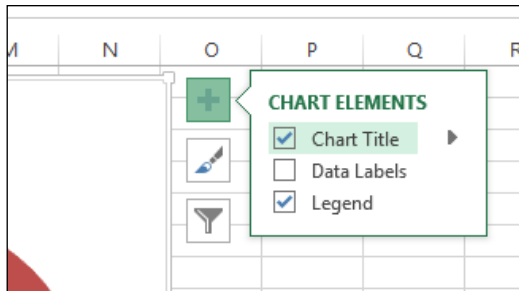 M N O P Q R
CHART ELEMENTS
Chart Title
Data Labels
Legend